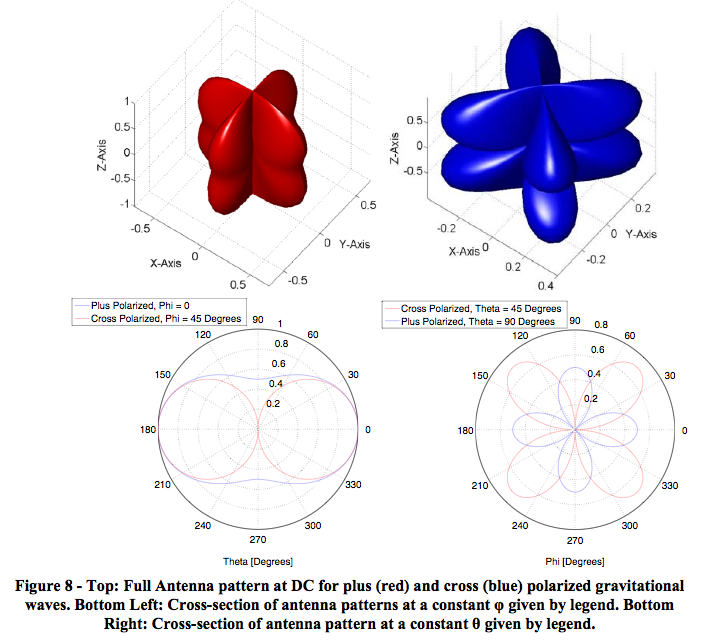 1
0.5
0
-0.5
-1
Z-Axis
-0.5
0
0.5
X-Axis
0.5
0
-0.5
Y-Axis
0.5
0
-0.5
Z-Axis
-0.2
0
0.2
0.4
X-Axis
0.2
0
-0.2
Y-Axis
Plus Polarized, Phi = 0
Cross Polarized, Phi = 45 Degrees
90 1
120 60
0.8
0.6
150 30
0.4
0.2
180 0
210 330
240 300
270
Theta [Degrees]
Cross Polarized, Theta = 45 Degrees
Plus Polarized, Theta = 90 Degrees
90 0.8
120 60
0.6
150 0.4 30
0.2
180 0
210 330
240 300
270
Phi [Degrees]
Figure 8 - Top: Full Antenna pattern at DC for plus (red) and cross (blue) polarized gravitational
waves. Bottom Left: Cross-section of antenna patterns at a constant φ given by legend. Bottom
Right: Cross-section of antenna pattern at a constant θ given by legend.